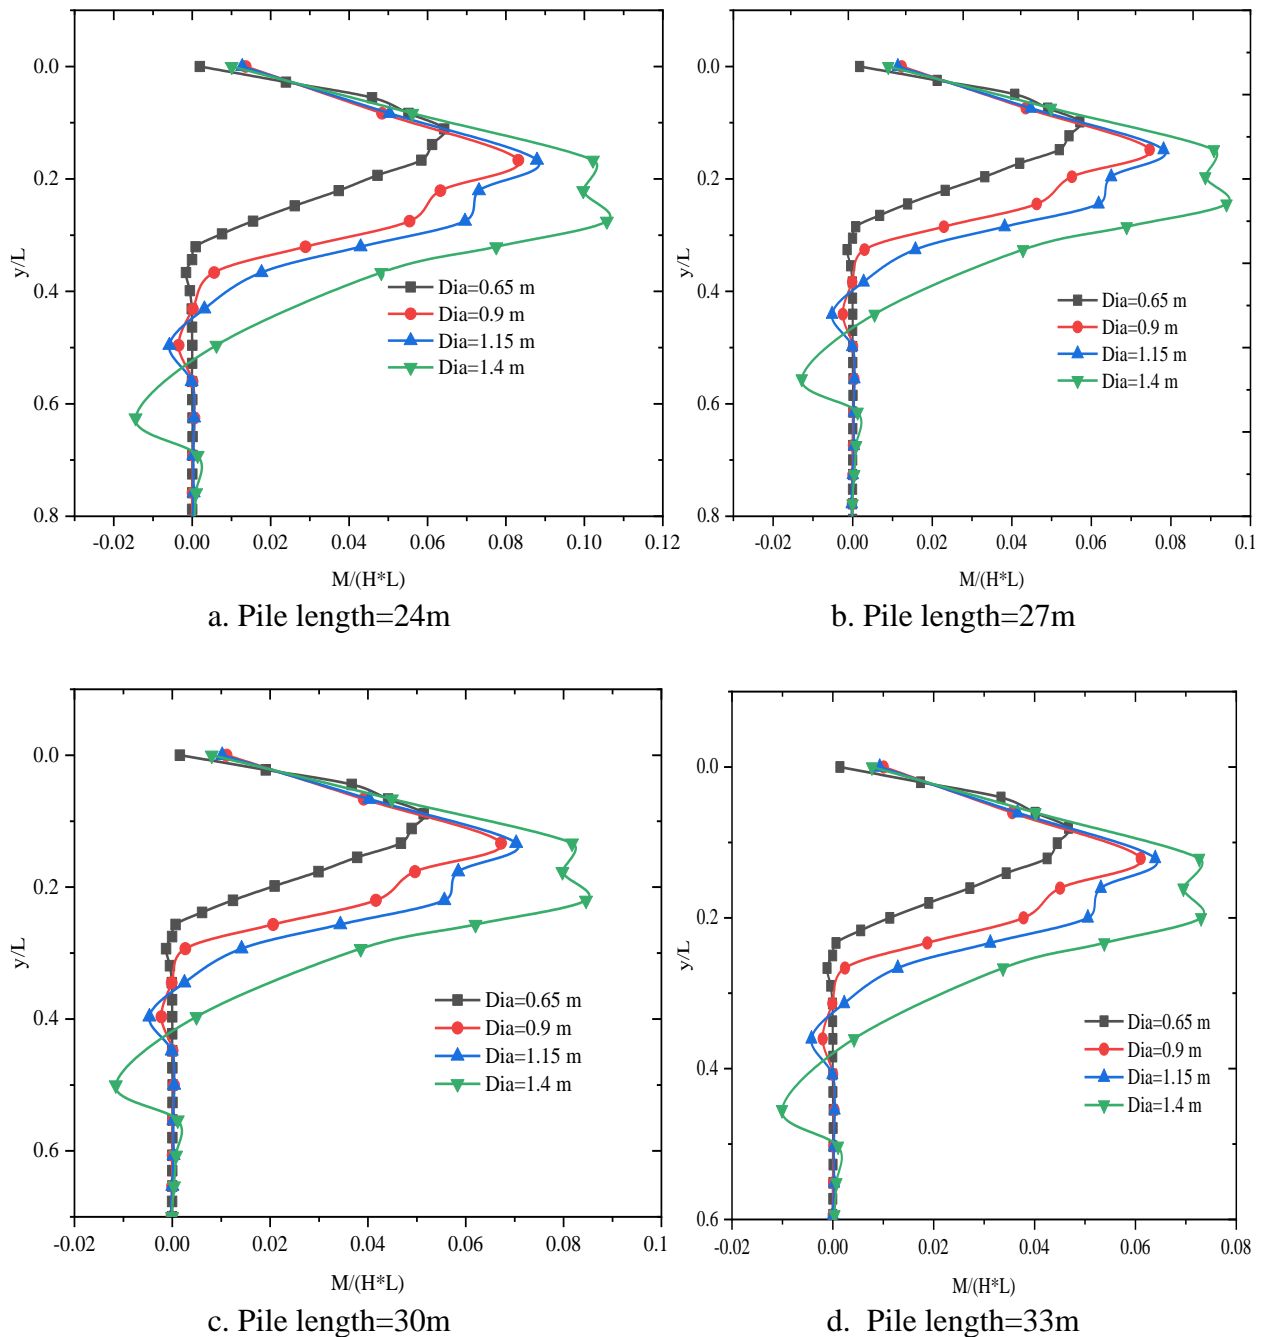 0.0
0.2
0.4
0.6
0.8
y/L
-0.02 0.00 0.02 0.04 0.06 0.08 0.10 0.12
M/(H*L)
Dia=0.65 m
Dia=0.9 m
Dia=1.15 m
Dia=1.4 m
a. Pile length=24m
0.0
0.2
0.4
0.6
0.8
y/L
-0.02 0.00 0.02 0.04 0.06 0.08 0.1
M/(H*L)
Dia=0.65 m
Dia=0.9 m
Dia=1.15 m
Dia=1.4 m
b. Pile length=27m
0.0
0.2
0.4
0.6
y/L
-0.02 0.00 0.02 0.04 0.06 0.08 0.1
M/(H*L)
Dia=0.65 m
Dia=0.9 m
Dia=1.15 m
Dia=1.4 m
c. Pile length=30m
0.0
0.2
0.4
0.6
y/L
-0.02 0.00 0.02 0.04 0.06 0.08
M/(H*L)
Dia=0.65 m
Dia=0.9 m
Dia=1.15 m
Dia=1.4 m
d. Pile length=33m